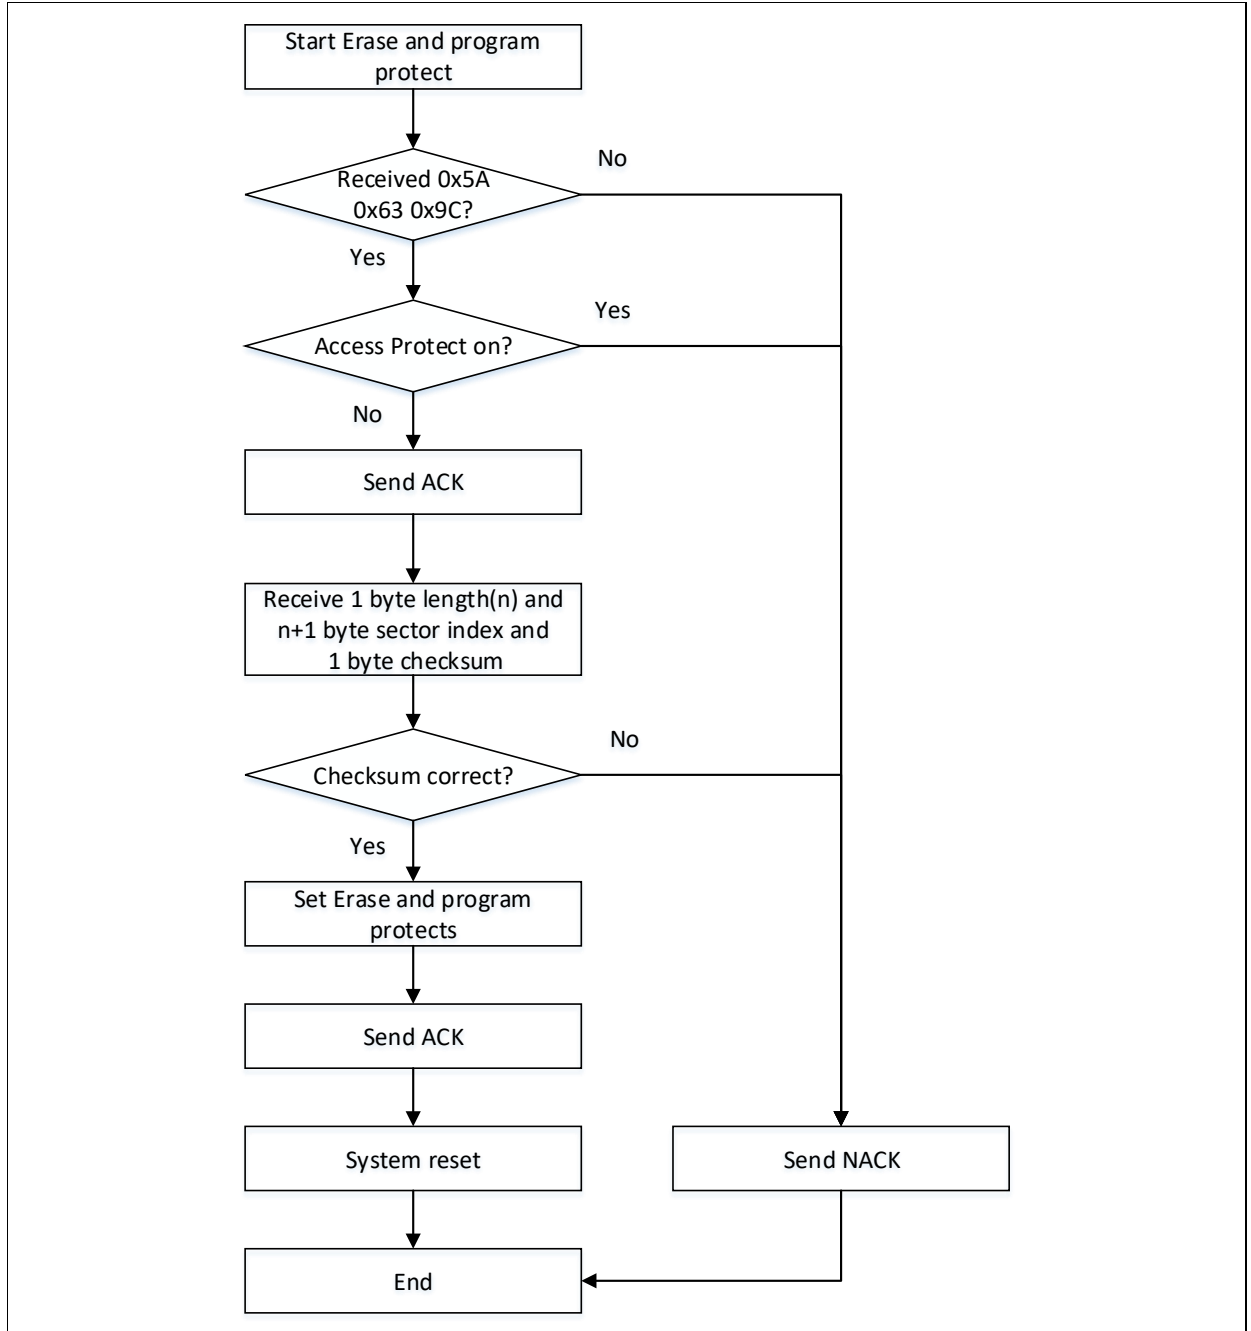 Start Erase and program
protect
No
Received 0x5A
0x63 0x9C?
Yes
Yes
Access Protect on?
No
Send ACK
Receive 1 byte length(n) and
n+1 byte sector index and
1 byte checksum
No
Checksum correct?
Yes
Set Erase and program
protects
Send ACK
System reset
Send NACK
End